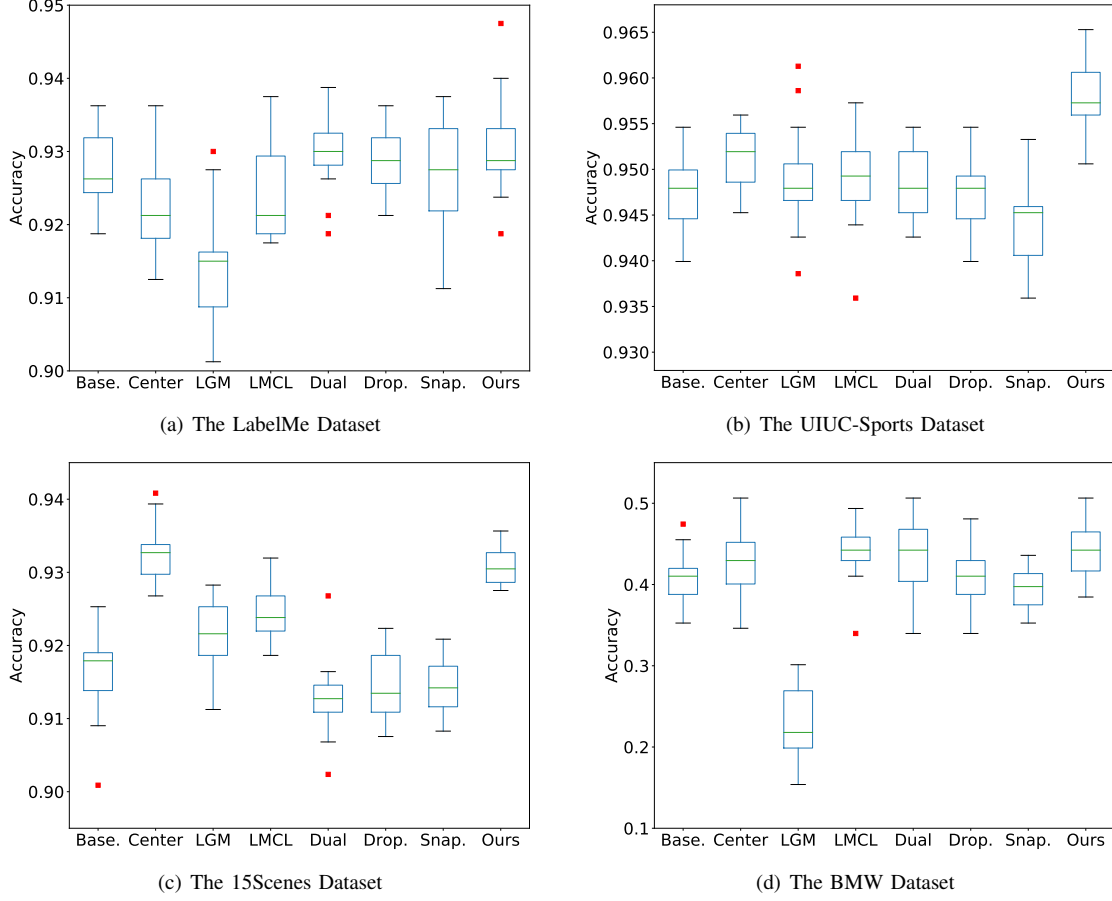 0.95
0.94
0.93
0.92
0.91
0.90
Accuracy
Base. Center LGM LMCL Dual Drop. Snap. Ours
(a) The LabelMe Dataset
0.965
0.960
0.955
0.950
0.945
0.940
0.935
0.930
Accuracy
Base. Center LGM LMCL Dual Drop. Snap. Ours
(b) The UIUC-Sports Dataset
0.94
0.93
0.92
0.91
0.90
Accuracy
Base. Center LGM LMCL Dual Drop. Snap. Ours
(c) The 15Scenes Dataset
0.5
0.4
0.3
0.2
0.1
Accuracy
Base. Center LGM LMCL Dual Drop. Snap. Ours
(d) The BMW Dataset